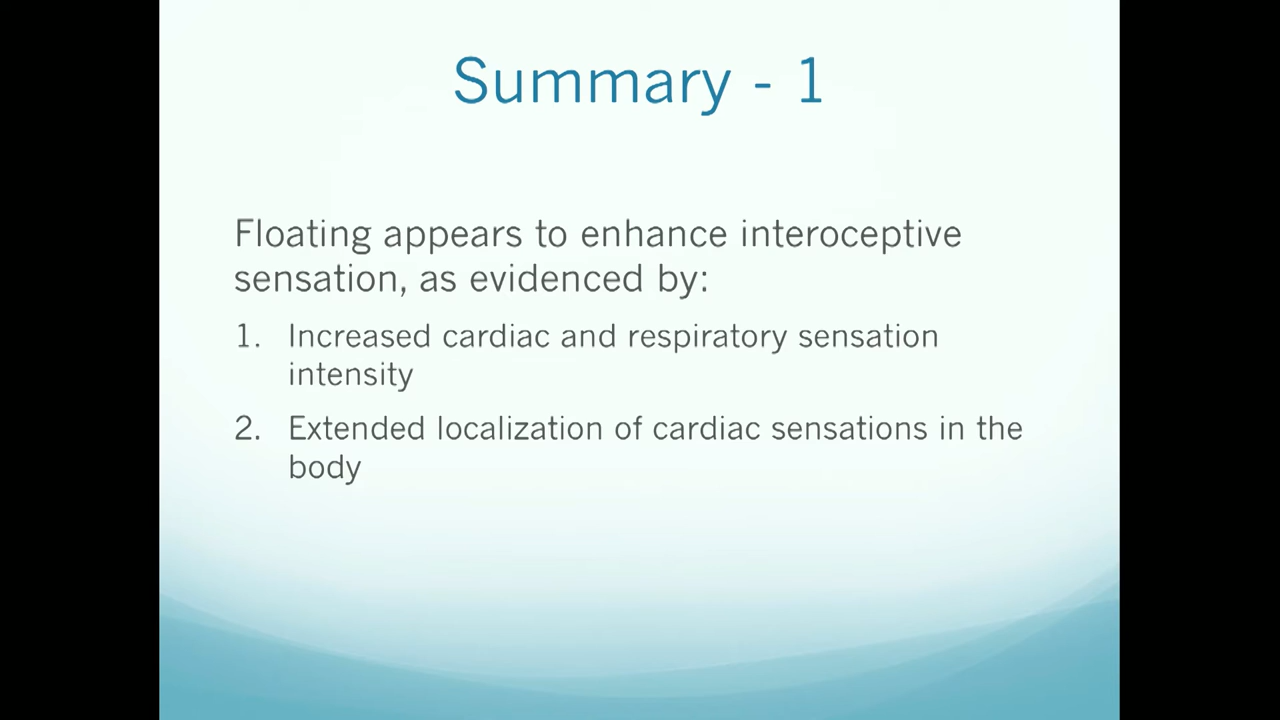 Summary - 1
Floating appears to enhance interoceptive
sensation, as evidenced by:
1. Increased cardiac and respiratory sensation
intensity
2. Extended localization of cardiac sensations in the
body